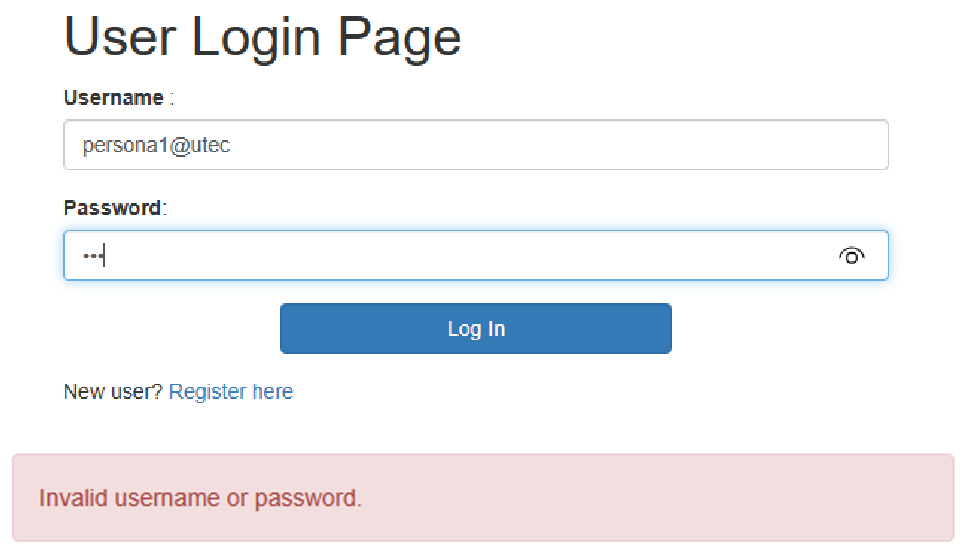 User Login Page
Username :
persona1@utec
Password:
•••
Log In
New user? Register here
Invalid username or password.